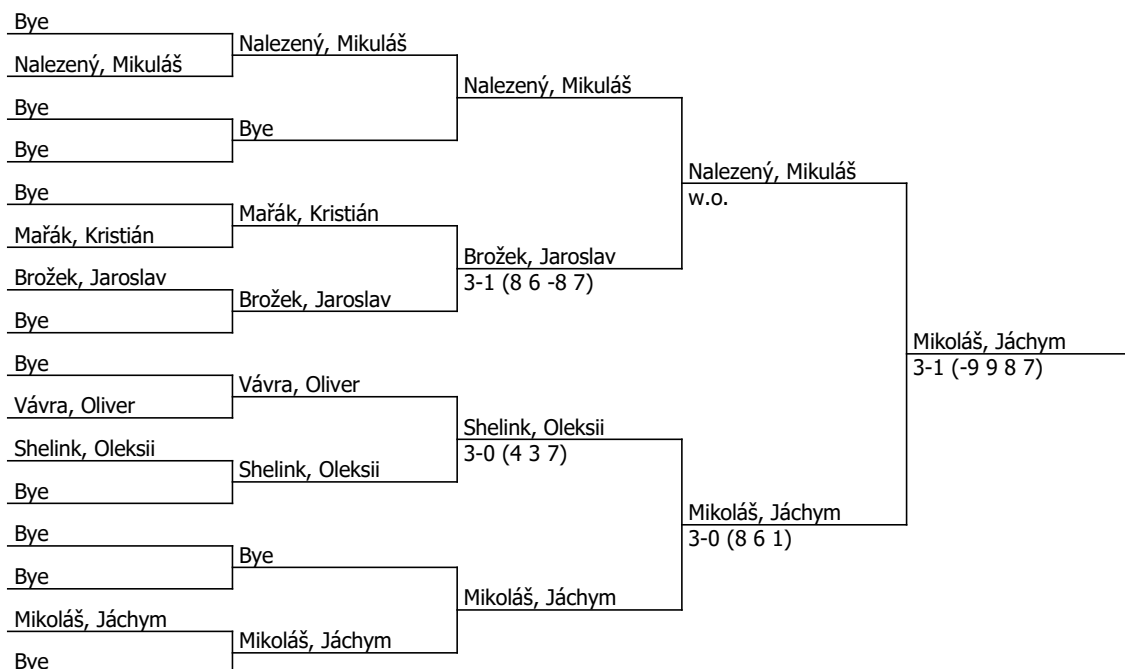 Bye
Nalezený, Mikuláš
Bye
Bye
Bye
Mařák, Kristián
Brožek, Jaroslav
Bye
Bye
Vávra, Oliver
Shelink, Oleksii
Bye
Bye
Bye
Mikoláš, Jáchym
Bye
Nalezený, Mikuláš
Bye
Mařák, Kristián
Brožek, Jaroslav
Vávra, Oliver
Shelink, Oleksii
Bye
Mikoláš, Jáchym
Nalezený, Mikuláš
Brožek, Jaroslav
3-1 (8 6 -8 7)
Shelink, Oleksii
3-0 (4 3 7)
Mikoláš, Jáchym
Nalezený, Mikuláš
w.o.
Mikoláš, Jáchym
3-0 (8 6 1)
Mikoláš, Jáchym
3-1 (-9 9 8 7)